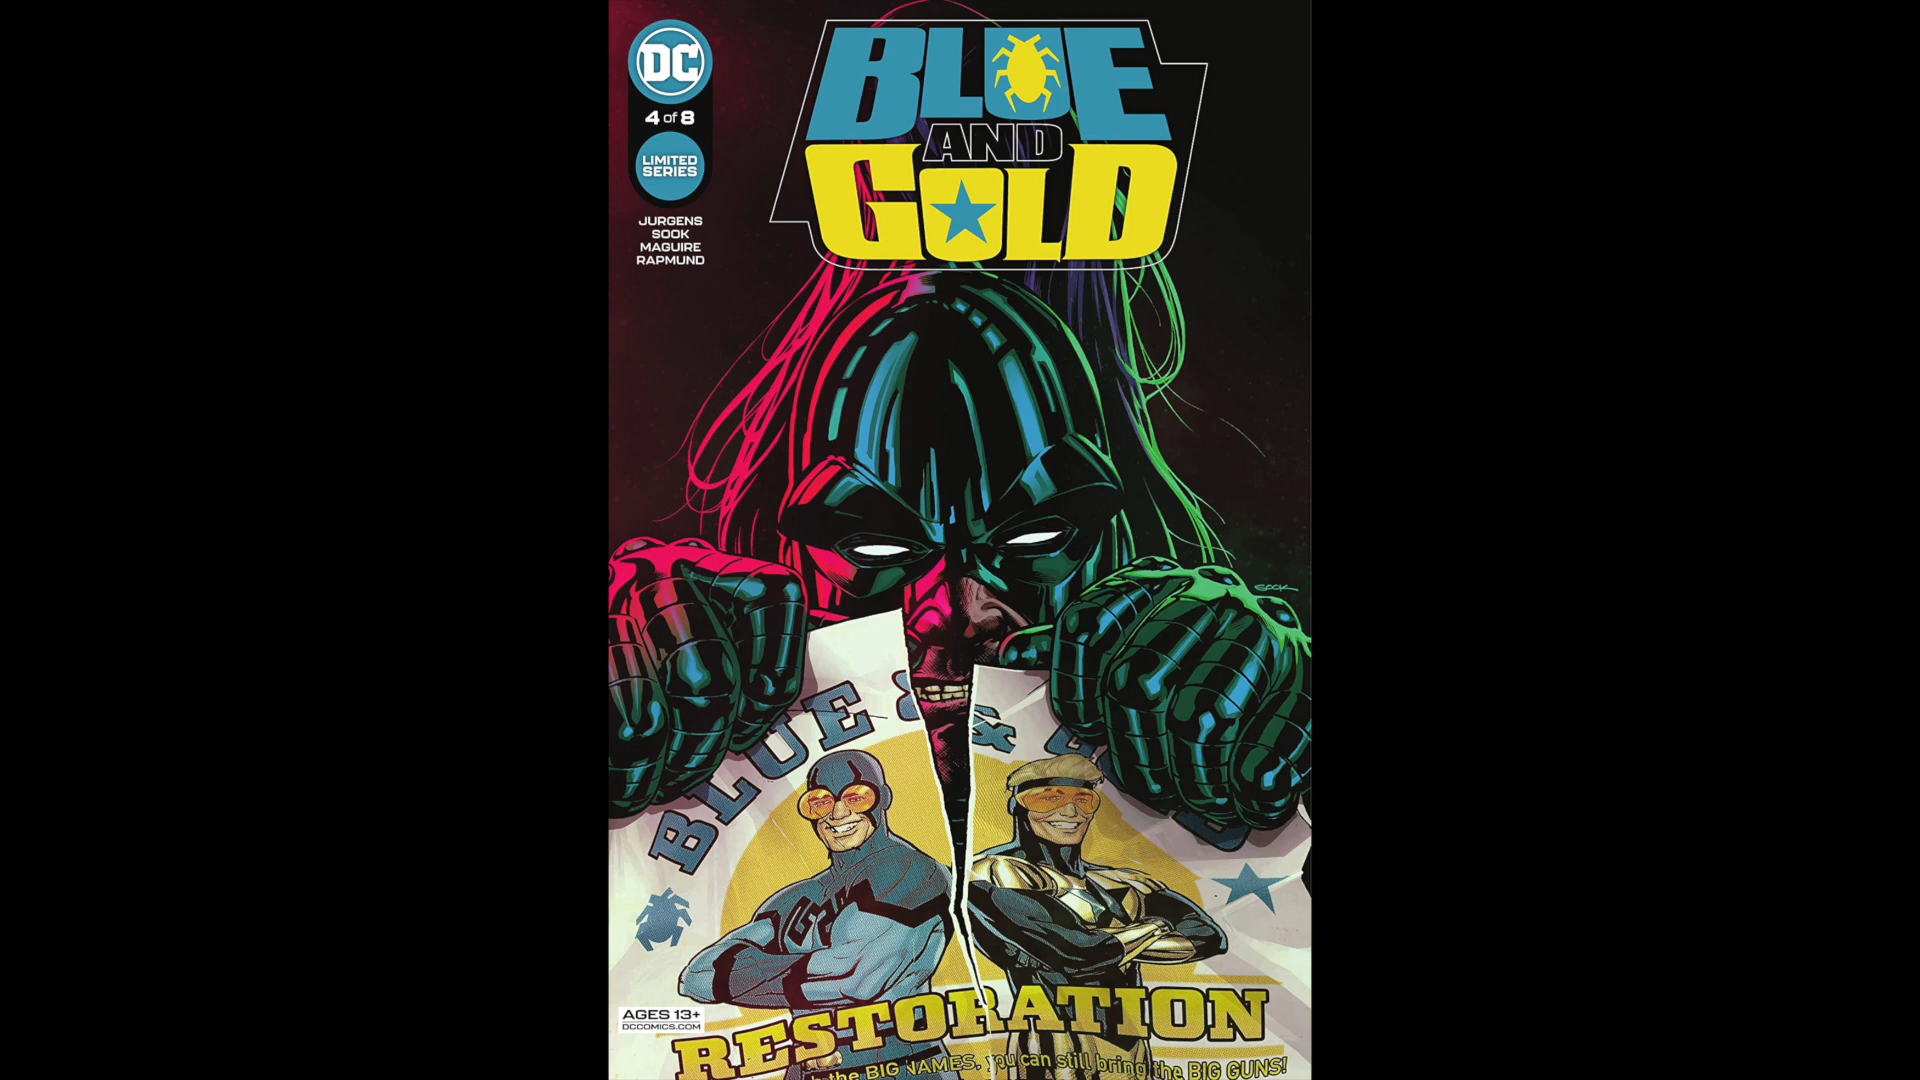 DC
4 of 8
LIMITED
SERIES
JURGENS
SOOK
MAGUIRE
RAPMUND
BLUE
AND
GOLD
SOOK
BLUE &
RESTORATION
the BIG NAMES, you can still bring the BIG GUNS!
AGES 13+
DCCOMICS.COM